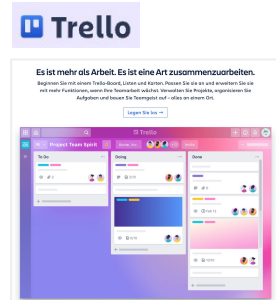 Trello
Es ist mehr als Arbeit. Es ist eine Art zusammenzuarbeiten.
Beginnen Sie mit einem Trello-Board, Listen und Karten. Passen Sie sie an und erweitern Sie sie
mit mehr Funktionen, wenn Ihre Teamarbeit wächst. Verwalten Sie Projekte, organisieren Sie
Aufgaben und bauen Sie Teamgeist auf – alles an einem Ort.
Legen Sie los →
Trello
Project Team Spirit
To Do
Doing
Done